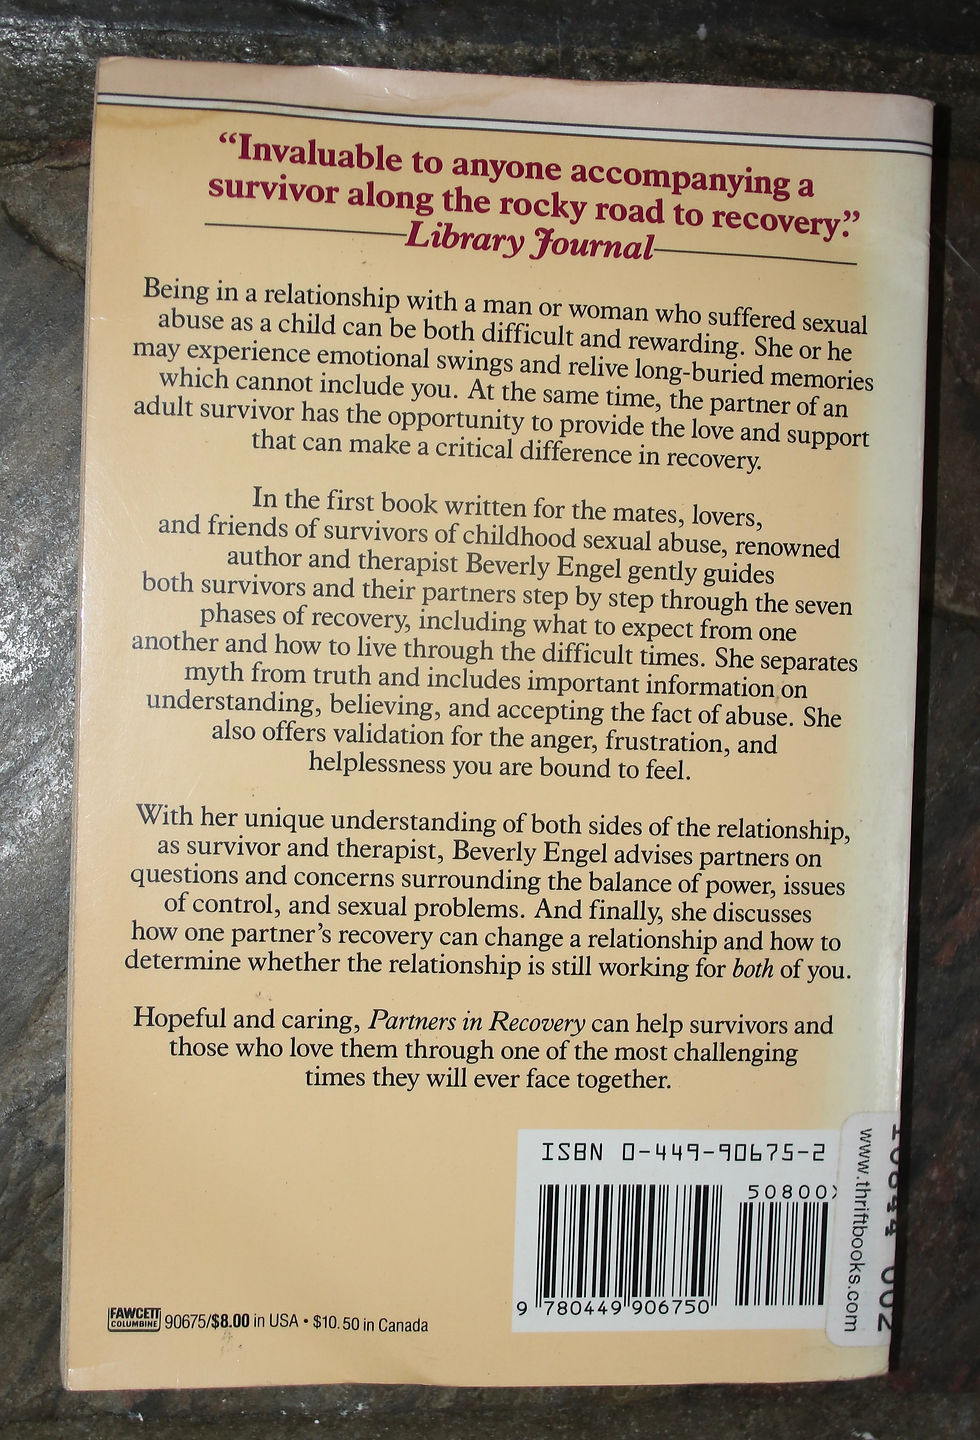 “Invaluable to anyone accompanying a
survivor along the rocky road to recovery.”
Library Journal
Being in a relationship with a man or woman who suffered sexual
abuse as a child can be both difficult and rewarding. She or he
may experience emotional swings and relive long-buried memories
which cannot include you. At the same time, the partner of an
adult survivor has the opportunity to provide the love and support
that can make a critical difference in recovery.
In the first book written for the mates, lovers,
and friends of survivors of childhood sexual abuse, renowned
author and therapist Beverly Engel gently guides
both survivors and their partners step by step through the seven
phases of recovery, including what to expect from one
another and how to live through the difficult times. She separates
myth from truth and includes important information on
understanding, believing, and accepting the fact of abuse. She
also offers validation for the anger, frustration, and
helplessness you are bound to feel.
With her unique understanding of both sides of the relationship,
as survivor and therapist, Beverly Engel advises partners on
questions and concerns surrounding the balance of power, issues
of control, and sexual problems. And finally, she discusses
how one partner’s recovery can change a relationship and how to
determine whether the relationship is still working for both of you.
Hopeful and caring, Partners in Recovery can help survivors and
those who love them through one of the most challenging
times they will ever face together.
ISBN 0-449-90675-2
50800
9 780449 906750
www.thriftbooks.com
002
FAWCETT
COLUMBINE
90675/$8.00 in USA • $10.50 in Canada